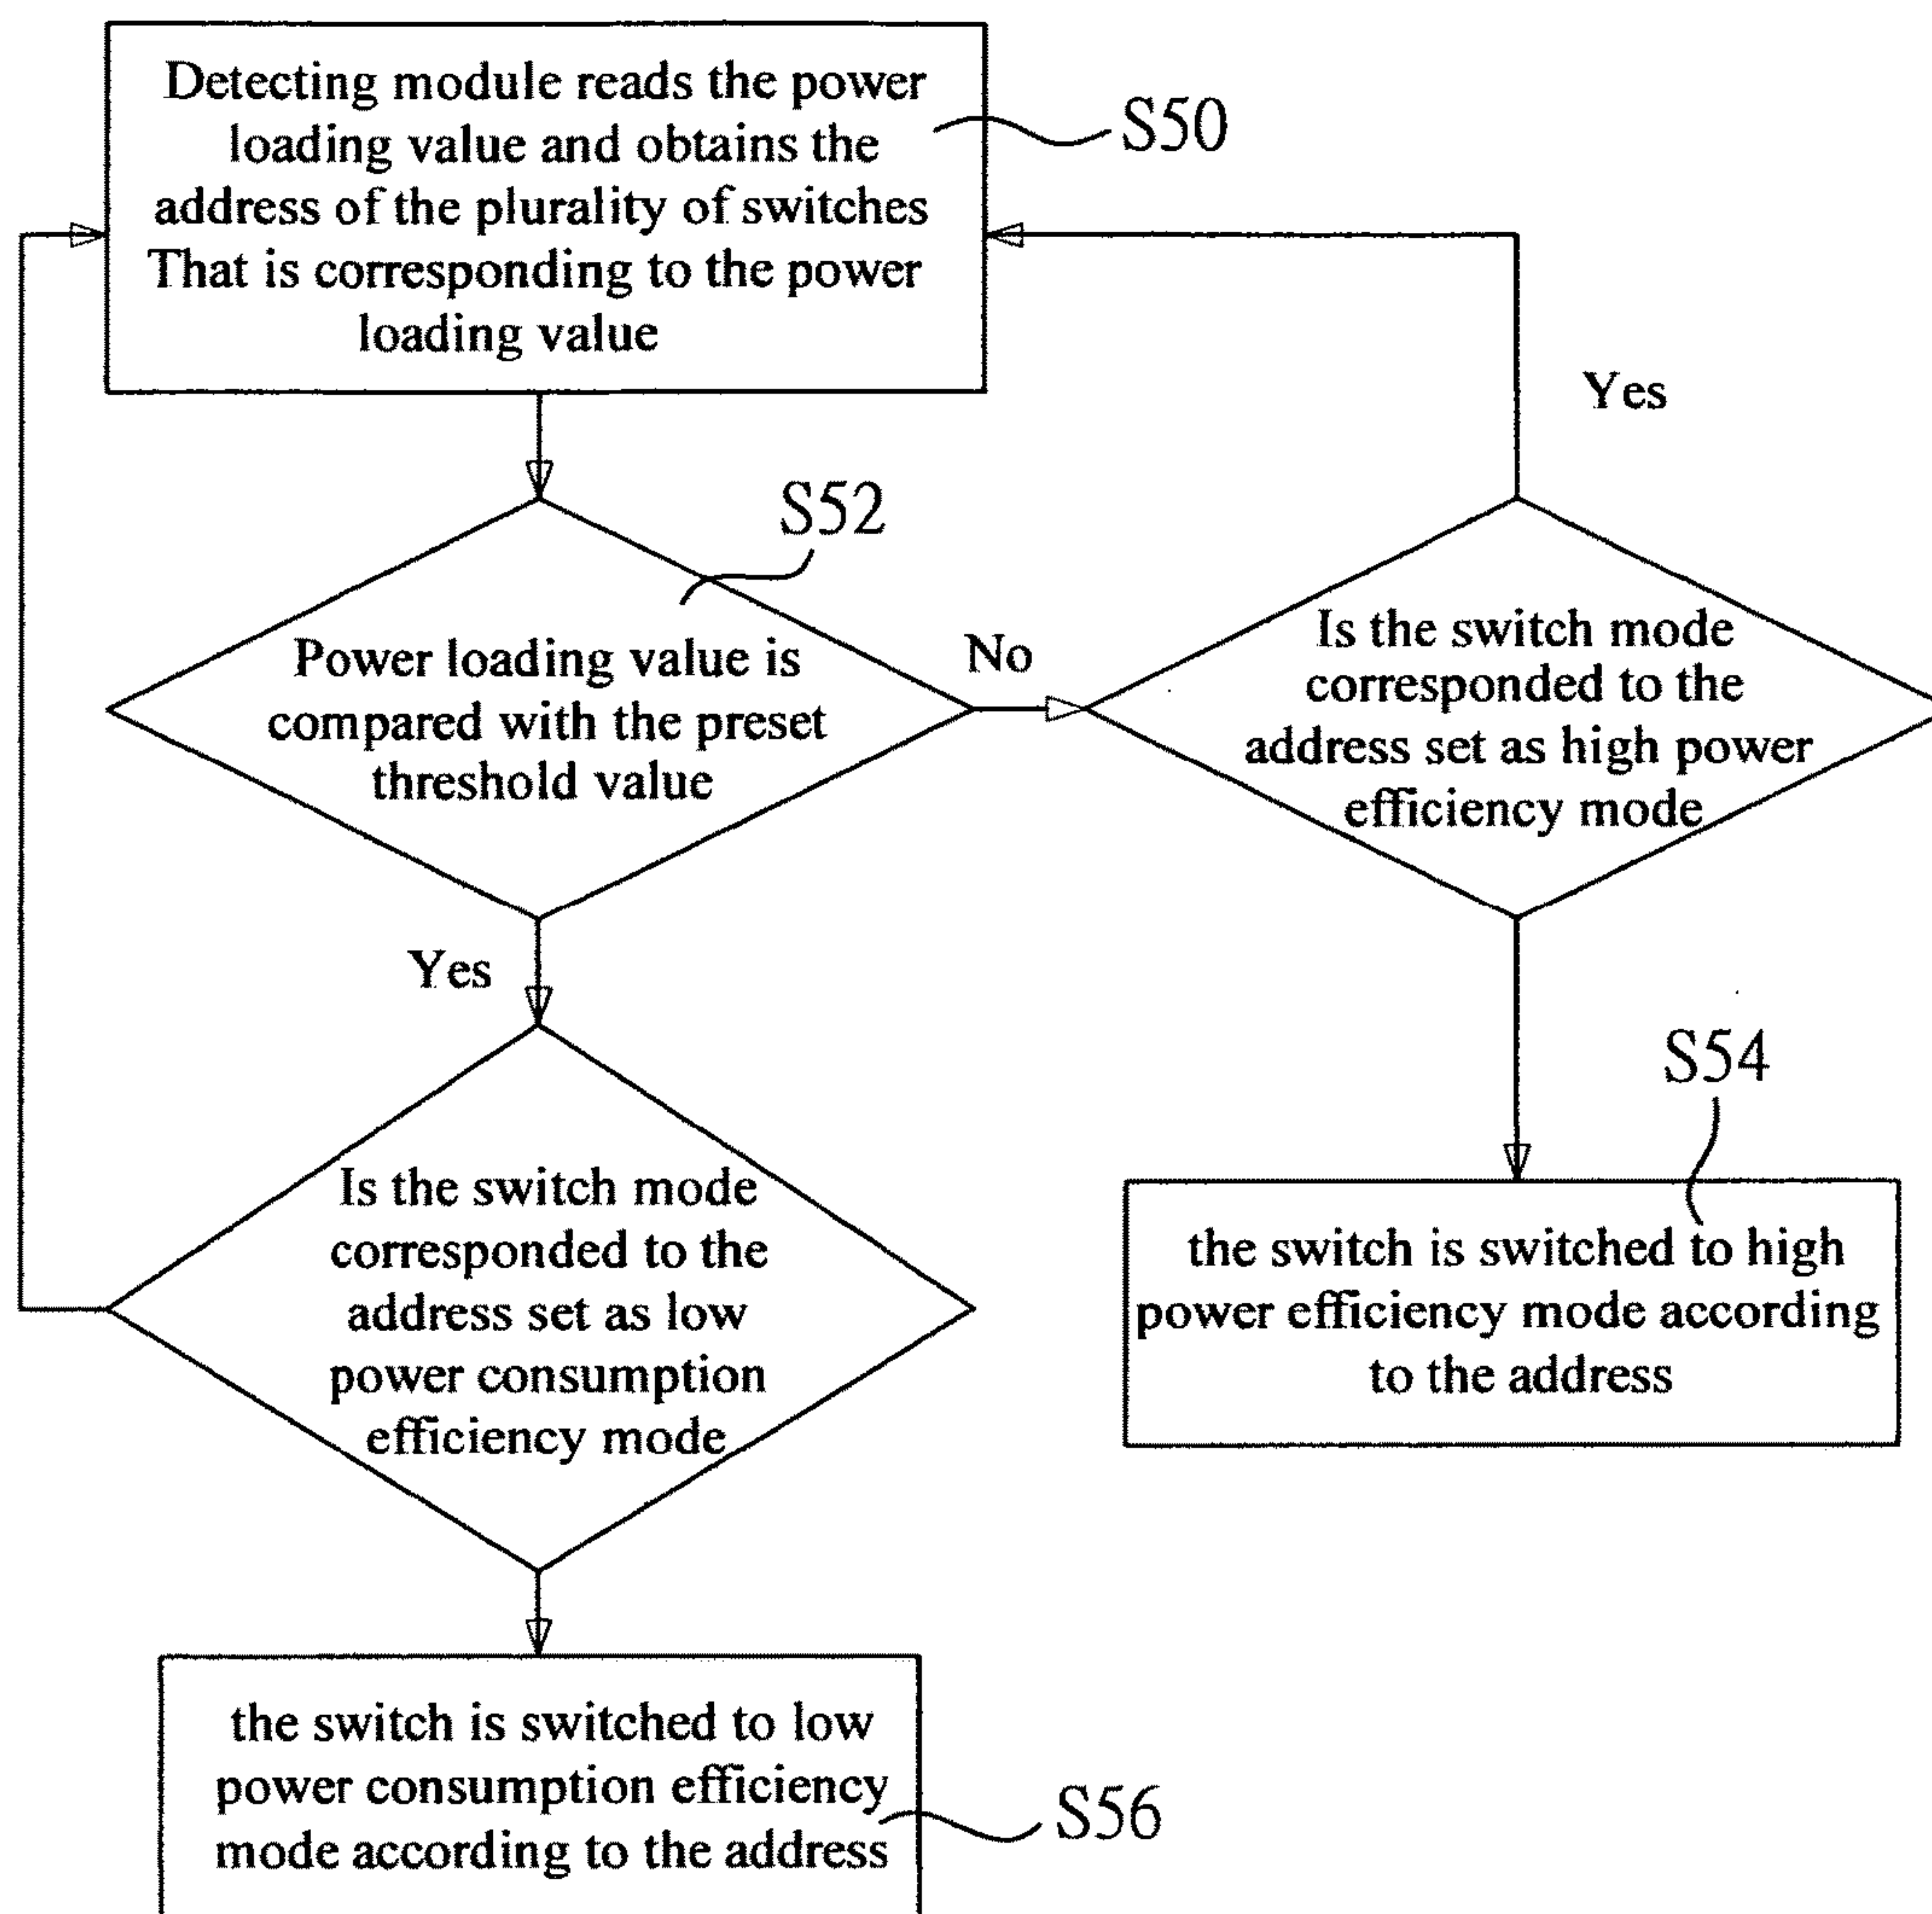 Detecting module reads the power
loading value and obtains the
address of the plurality of switches
That is corresponding to the power
loading value
S50
Yes
S52
Power loading value is
compared with the preset
threshold value
No
Is the switch mode
corresponded to the
address set as high power
efficiency mode
Yes
Is the switch mode
corresponded to the
address set as low
power consumption
efficiency mode
S54
the switch is switched to high
power efficiency mode according
to the address
the switch is switched to low
power consumption efficiency
mode according to the address
S56